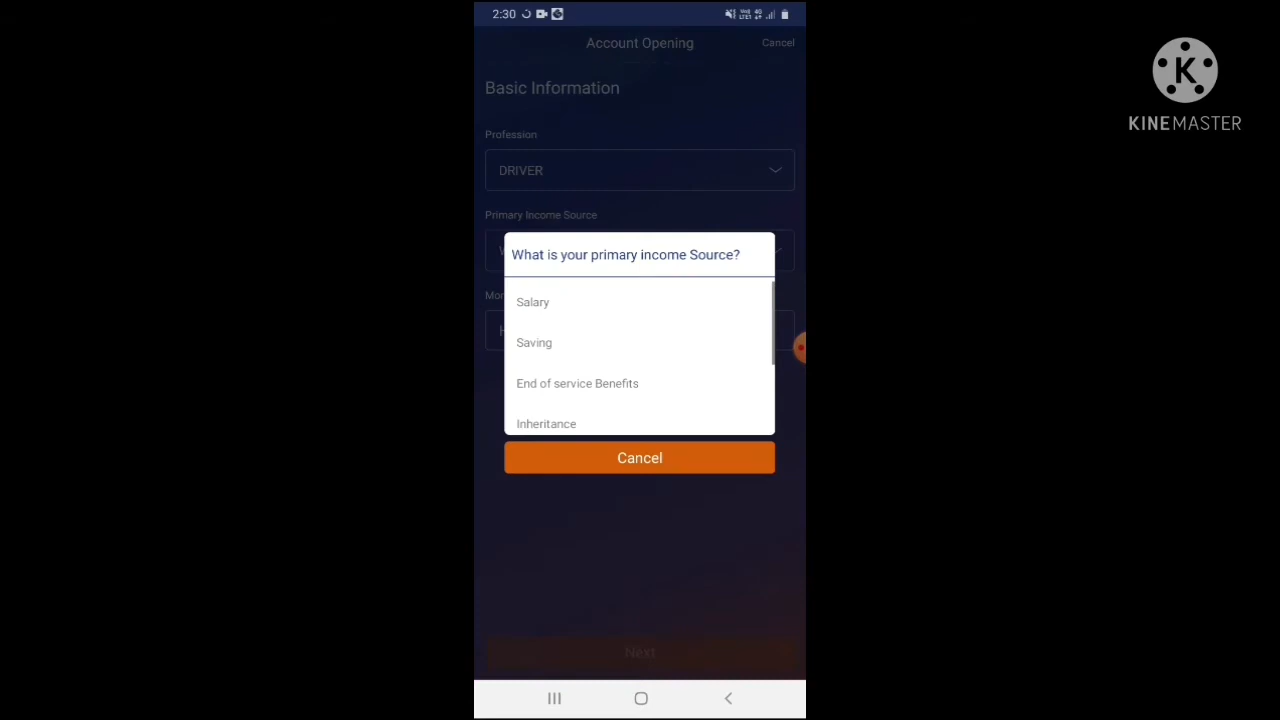 2:30
Account Opening
Cancel
KINEMASTER
Basic Information
Profession
DRIVER
Primary Income Source
What is your primary income Source?
Salary
Saving
End of service Benefits
Inheritance
Cancel
Next